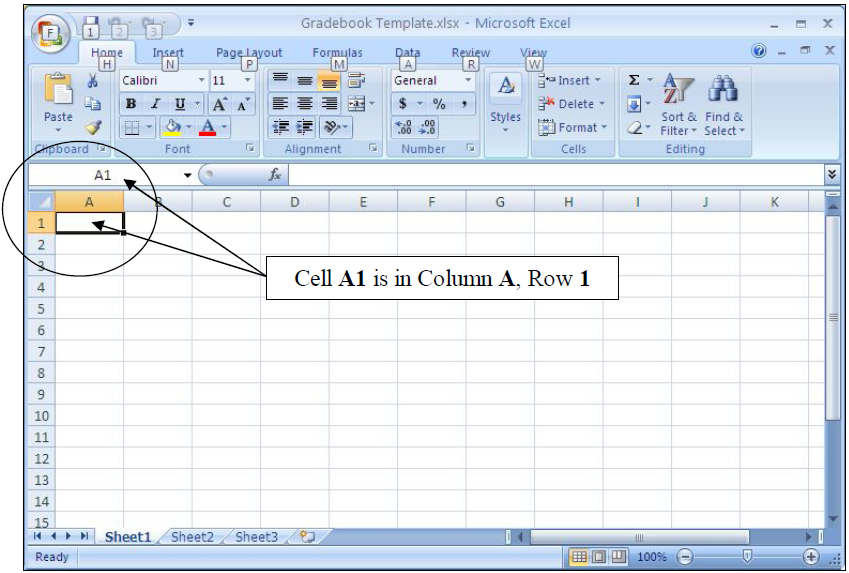 Gradebook Template.xlsx - Microsoft Excel
F 1 2 3
Home Insert Page Layout Formulas Data Review View
H N P M A R W
Calibri 11 General Insert Σ
B I U A A $ % , Delete
Paste Styles Format Sort & Filter Find & Select
A .00 .00 .0
Clipboard Font Alignment Number Cells Editing
A1 fx
A B C D E F G H I J K
1
2
3
4
5
6
7
8
9
10
11
12
13
14
15
Cell A1 is in Column A, Row 1
Sheet1 Sheet2 Sheet3
Ready 100%